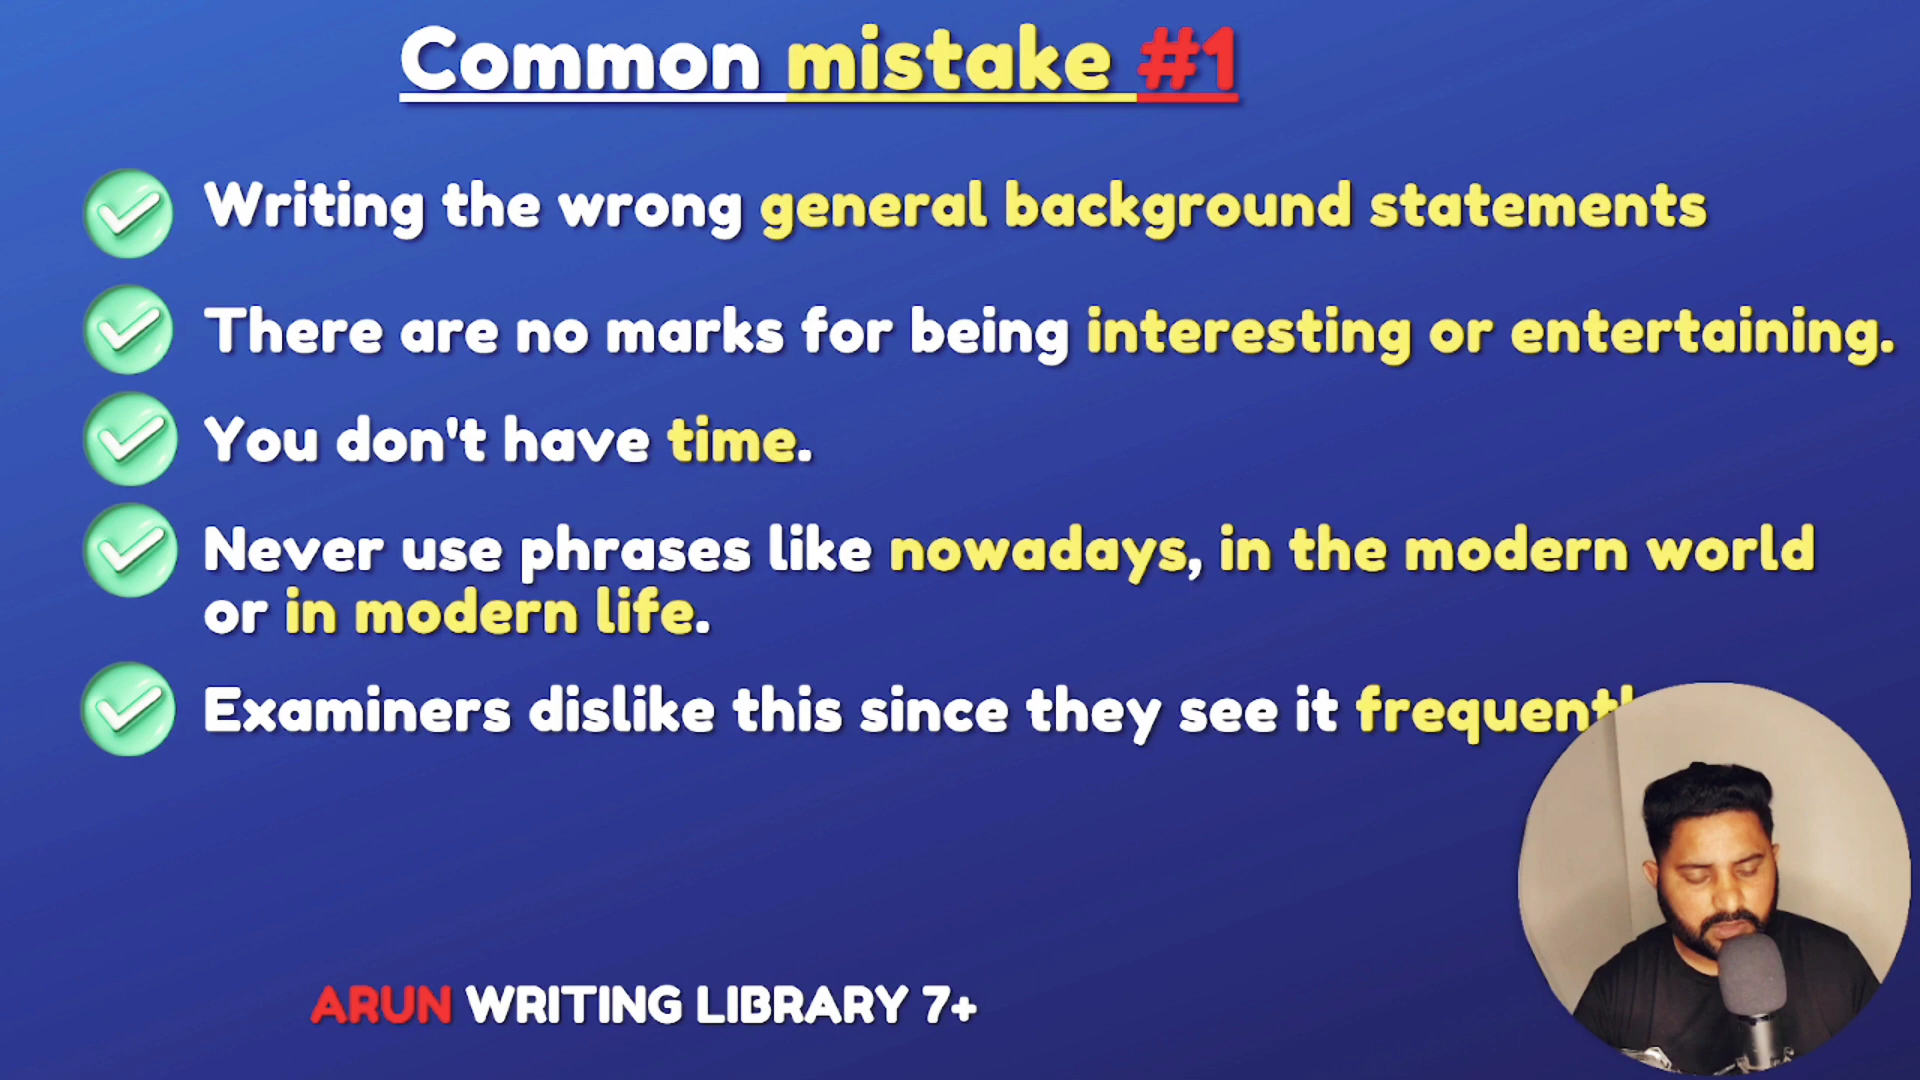 Common mistake #1
Writing the wrong general background statements
There are no marks for being interesting or entertaining.
You don't have time.
Never use phrases like nowadays, in the modern world
or in modern life.
Examiners dislike this since they see it
ARUN WRITING LIBRARY 7+